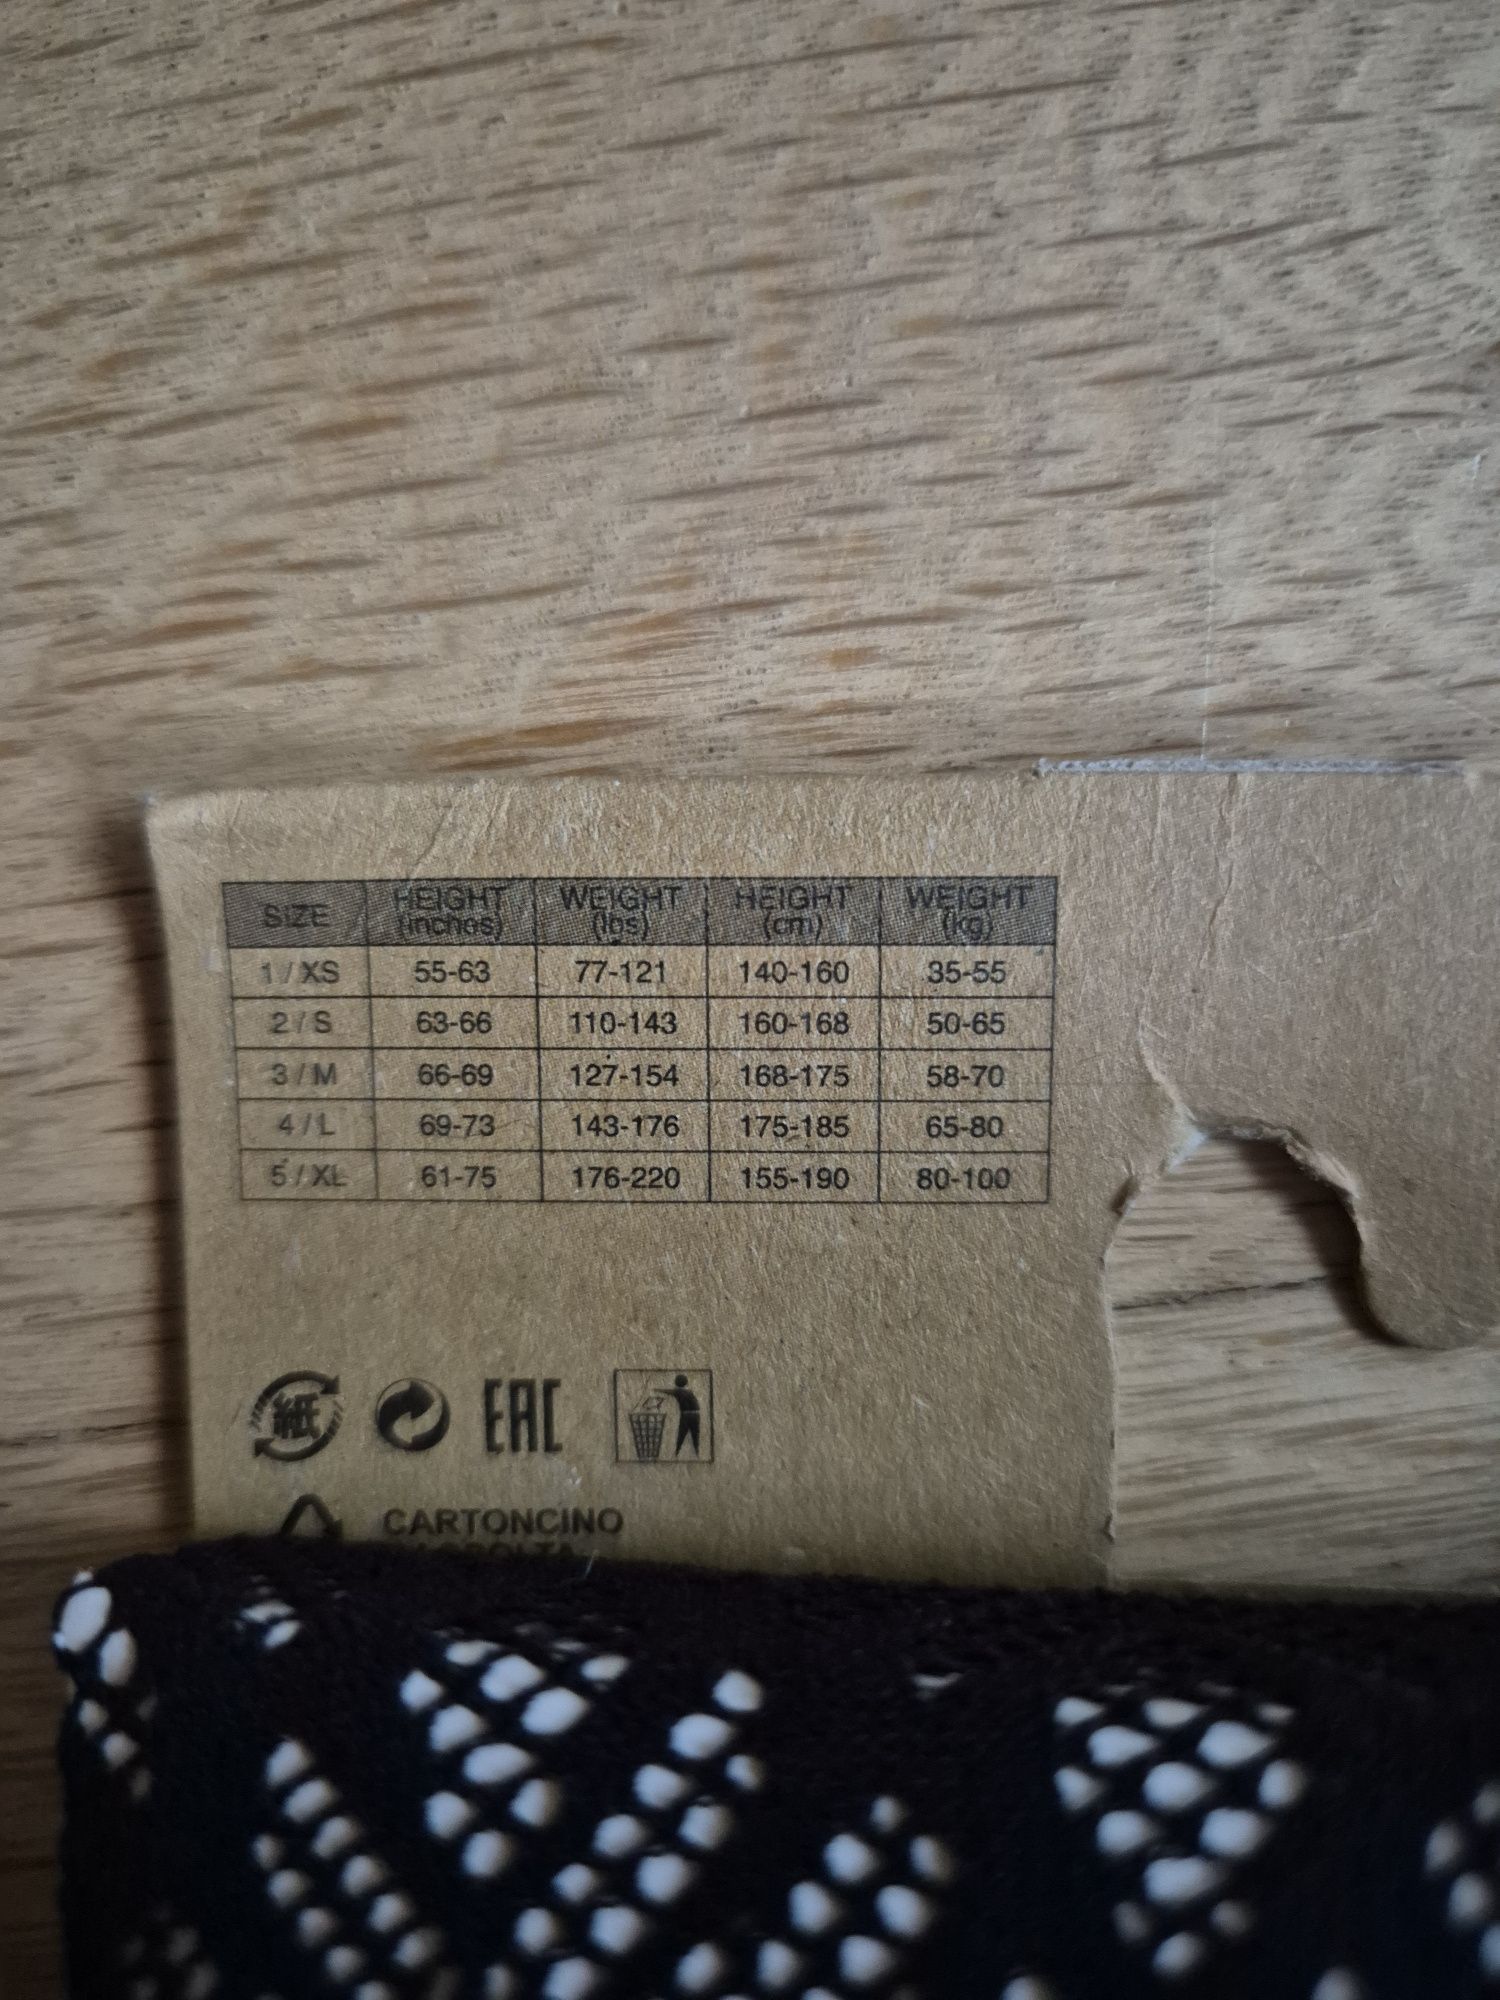 SIZE HEIGHT (inches) WEIGHT (lbs) HEIGHT (cm) WEIGHT (kg)
1 / XS 55-63 77-121 140-160 35-55
2 / S 63-66 110-143 160-168 50-65
3 / M 66-69 127-154 168-175 58-70
4 / L 69-73 143-176 175-185 65-80
5 / XL 61-75 176-220 155-190 80-100
EAC
CARTONCINO